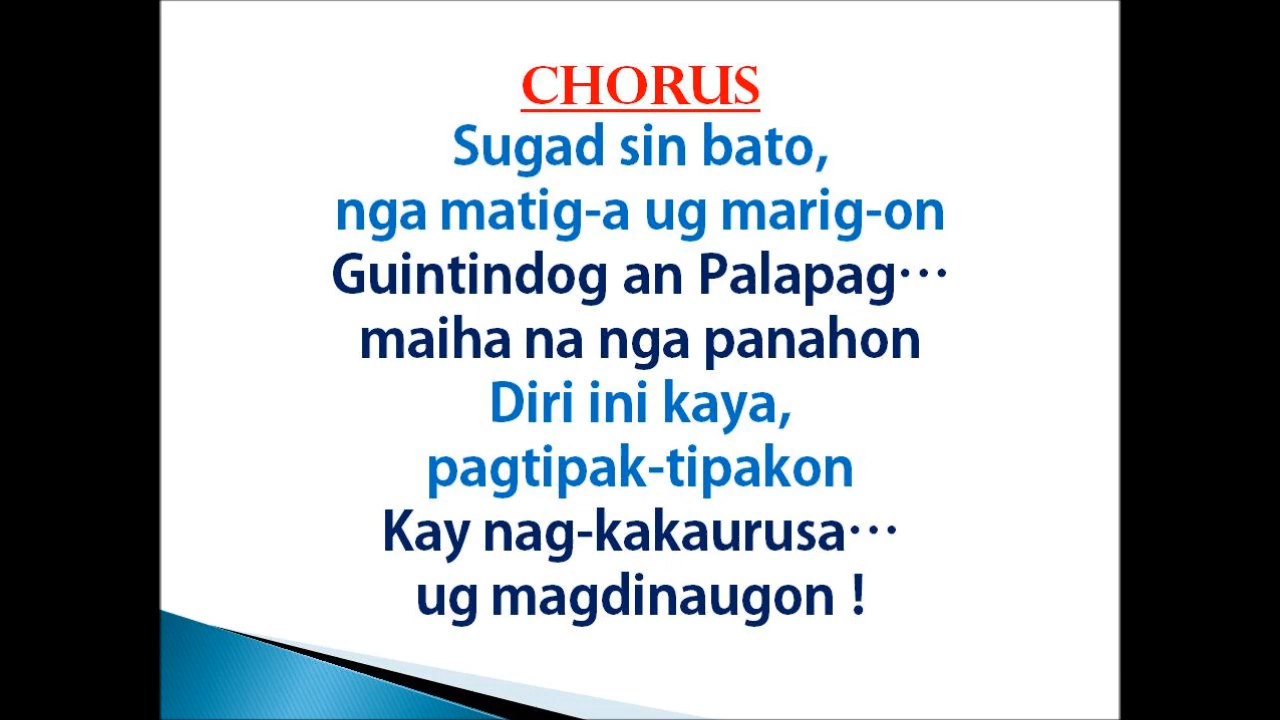 CHORUS
Sugad sin bato,
nga matig-a ug marig-on
Guintindog an Palapag…
maiha na nga panahon
Diri ini kaya,
pagtipak-tipakon
Kay nag-kakaurusa…
ug magdinaugon !